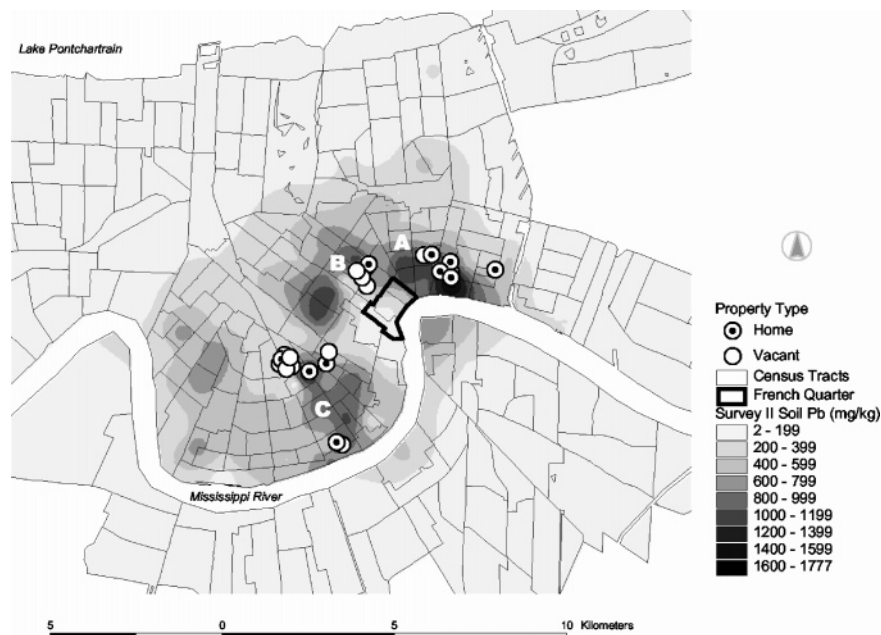 Lake Pontchartrain
A
B
C
Mississippi River
Property Type
Home
Vacant
Census Tracts
French Quarter
Survey II Soil Pb (mg/kg)
2 - 199
200 - 399
400 - 599
600 - 799
800 - 999
1000 - 1199
1200 - 1399
1400 - 1599
1600 - 1777
5 0 5 10 Kilometers